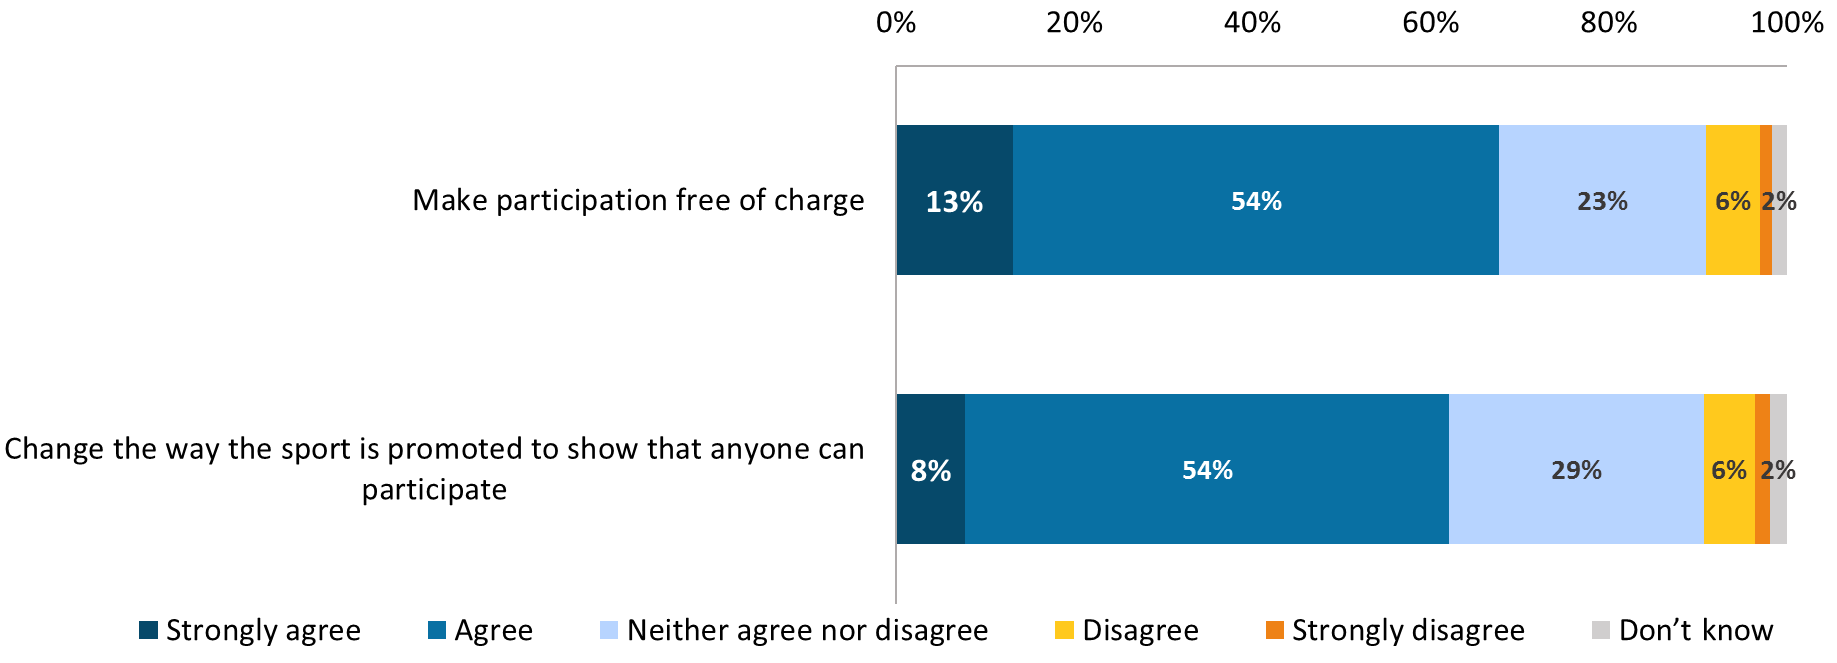 0% 20% 40% 60% 80% 100%
Make participation free of charge
13% 54% 23% 6% 2%
Change the way the sport is promoted to show that anyone can
participate
8% 54% 29% 6% 2%
Strongly agree Agree Neither agree nor disagree Disagree Strongly disagree Don’t know